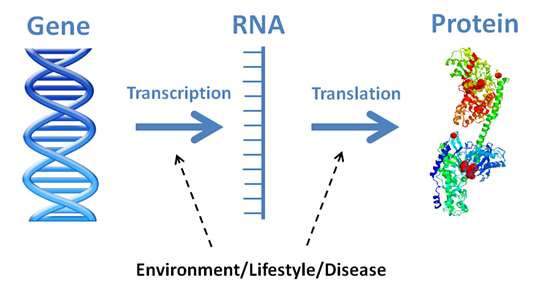 Gene
RNA
Protein
Transcription
Translation
Environment/Lifestyle/Disease